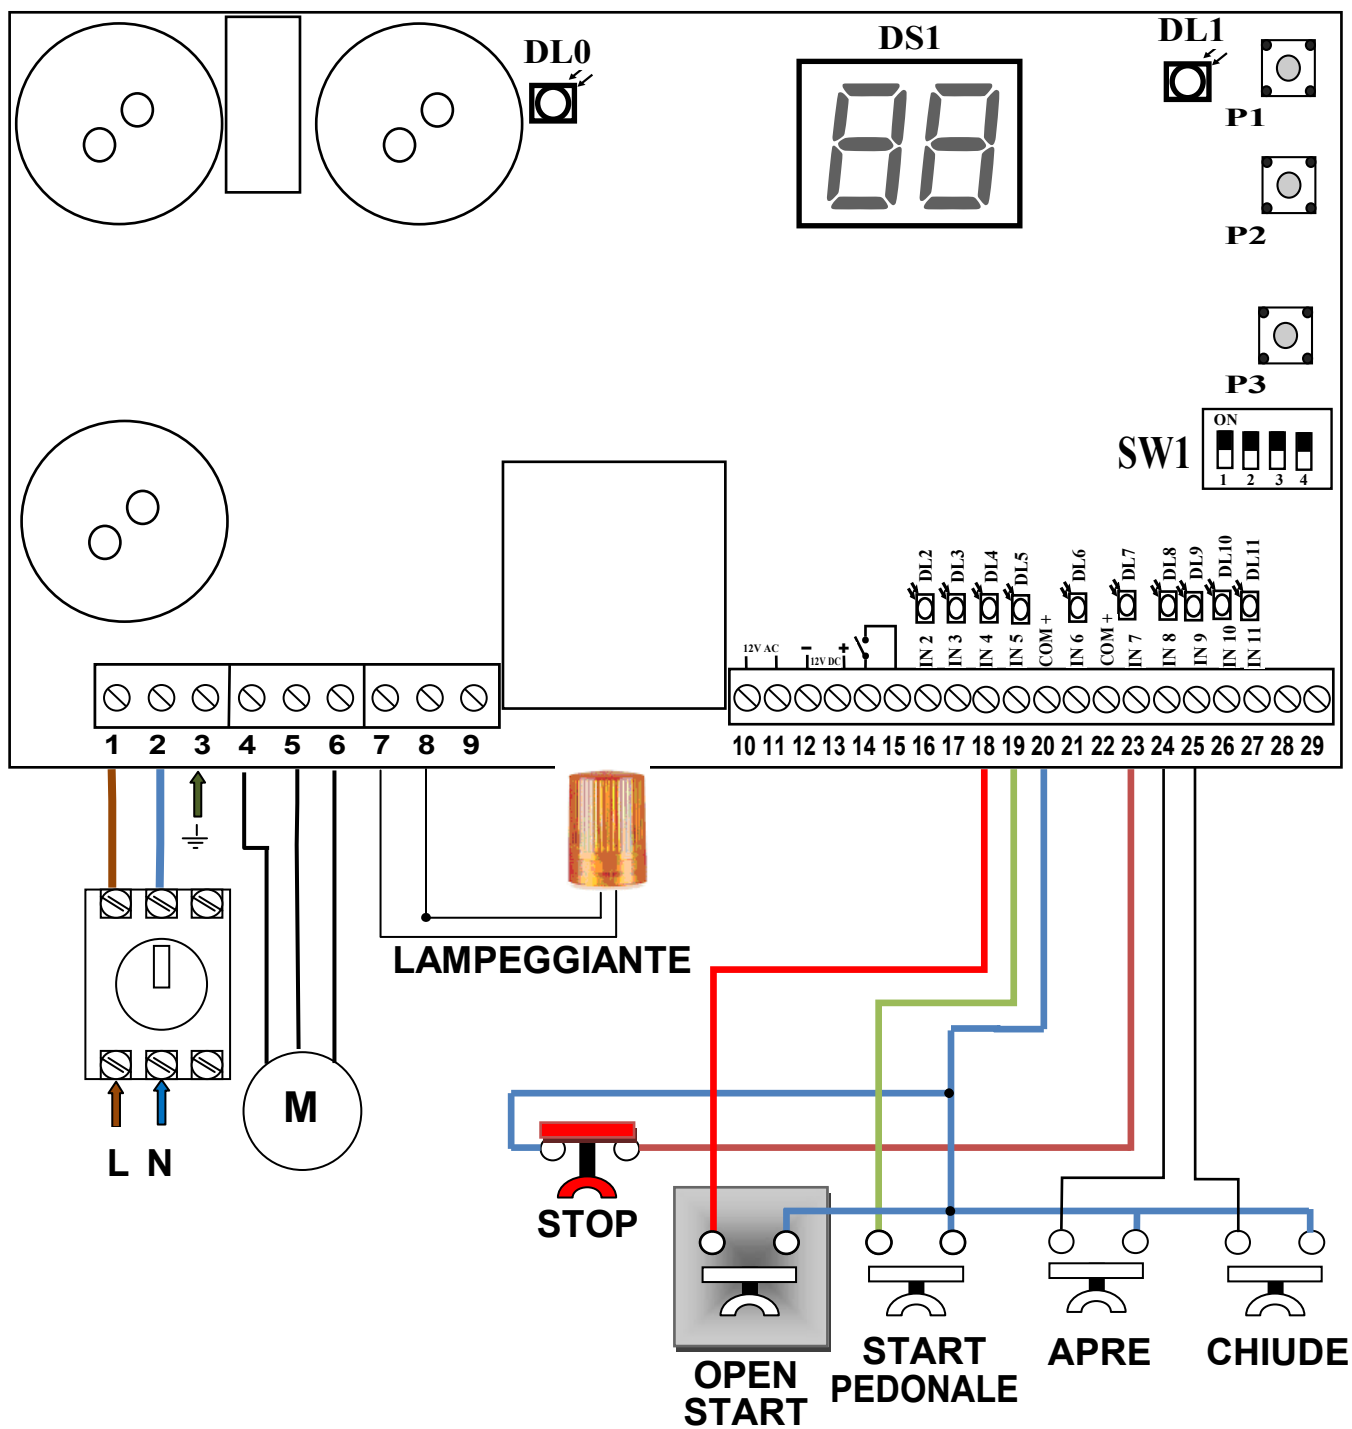 DL0
DS1
DL1
P1
P2
P3
SW1
ON
1 2 3 4
DL2 DL3 DL4 DL5 DL6 DL7 DL8 DL9 DL10 DL11
12V AC
− 12V DC +
IN 2 IN 3 IN 4 IN 5 COM + IN 6 COM + IN 7 IN 8 IN 9 IN 10 IN 11
1 2 3 4 5 6 7 8 9
10 11 12 13 14 15 16 17 18 19 20 21 22 23 24 25 26 27 28 29
LAMPEGGIANTE
M
L N
STOP
OPEN
START
START
PEDONALE
APRE
CHIUDE